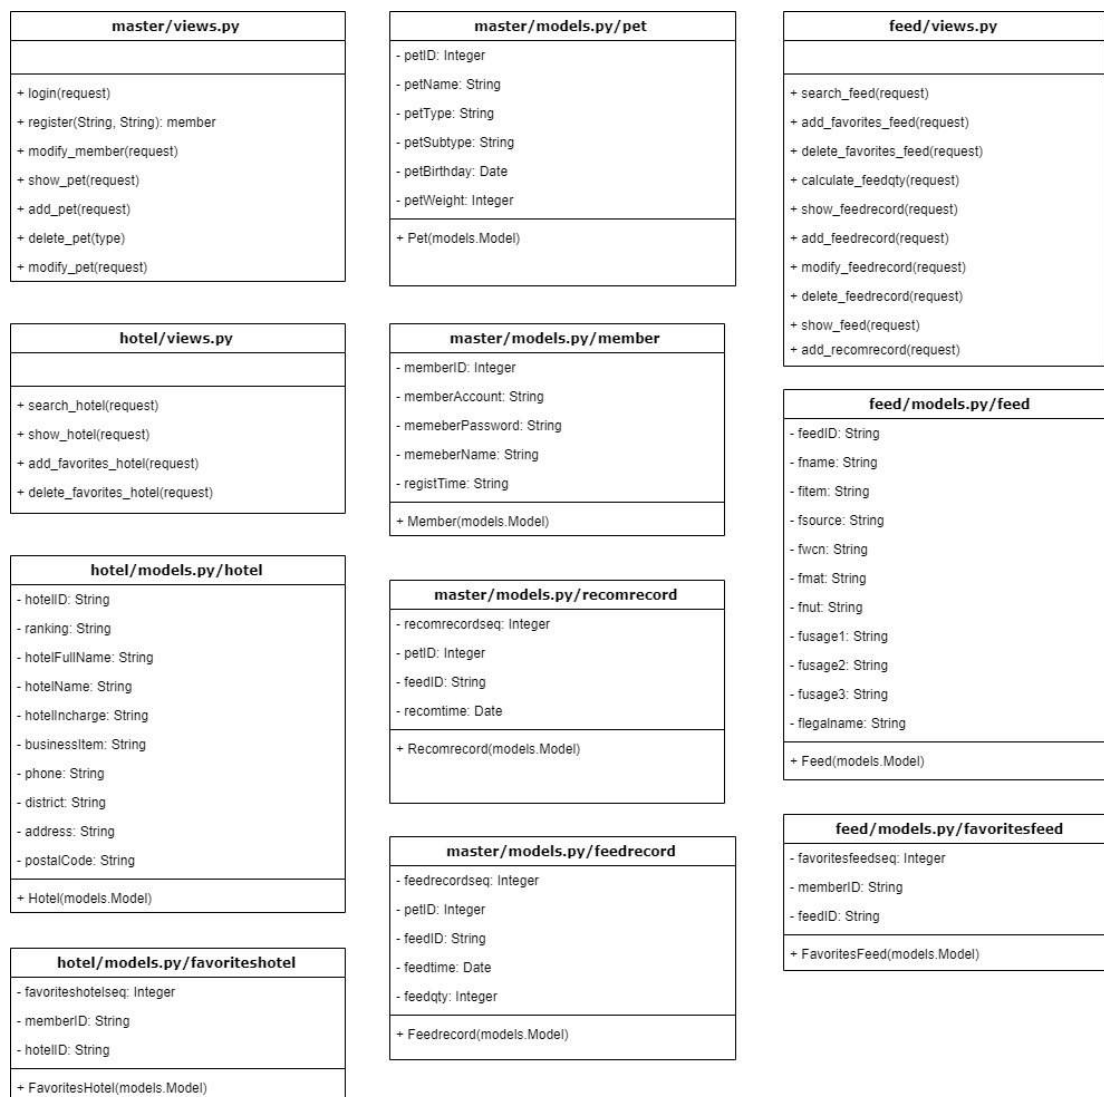 master/views.py
+ login(request)
+ register(String, String): member
+ modify_member(request)
+ show_pet(request)
+ add_pet(request)
+ delete_pet(type)
+ modify_pet(request)
hotel/views.py
+ search_hotel(request)
+ show_hotel(request)
+ add_favorites_hotel(request)
+ delete_favorites_hotel(request)
hotel/models.py/hotel
- hotelID: String
- ranking: String
- hotelFullName: String
- hotelName: String
- hotelIncharge: String
- businessItem: String
- phone: String
- district: String
- address: String
- postalCode: String
+ Hotel(models.Model)
hotel/models.py/favoriteshotel
- favoriteshotelseq: Integer
- memberID: String
- hotelID: String
+ FavoritesHotel(models.Model)
master/models.py/pet
- petID: Integer
- petName: String
- petType: String
- petSubtype: String
- petBirthday: Date
- petWeight: Integer
+ Pet(models.Model)
master/models.py/member
- memberID: Integer
- memberAccount: String
- memeberPassword: String
- memeberName: String
- registTime: String
+ Member(models.Model)
master/models.py/recomrecord
- recomrecordseq: Integer
- petID: Integer
- feedID: String
- recomtime: Date
+ Recomrecord(models.Model)
master/models.py/feedrecord
- feedrecordseq: Integer
- petID: Integer
- feedID: String
- feedtime: Date
- feedqty: Integer
+ Feedrecord(models.Model)
feed/views.py
+ search_feed(request)
+ add_favorites_feed(request)
+ delete_favorites_feed(request)
+ calculate_feedqty(request)
+ show_feedrecord(request)
+ add_feedrecord(request)
+ modify_feedrecord(request)
+ delete_feedrecord(request)
+ show_feed(request)
+ add_recomrecord(request)
feed/models.py/feed
- feedID: String
- fname: String
- fitem: String
- fsource: String
- fwcn: String
- fmat: String
- fnut: String
- fusage1: String
- fusage2: String
- fusage3: String
- flegalname: String
+ Feed(models.Model)
feed/models.py/favoritesfeed
- favoritesfeedseq: Integer
- memberID: String
- feedID: String
+ FavoritesFeed(models.Model)